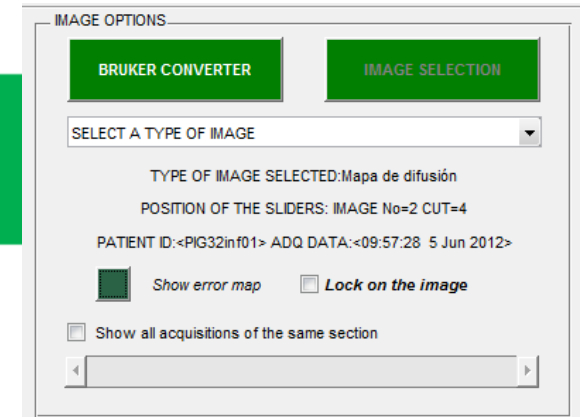 IMAGE OPTIONS
BRUKER CONVERTER IMAGE SELECTION
SELECT A TYPE OF IMAGE
TYPE OF IMAGE SELECTED:Mapa de difusión
POSITION OF THE SLIDERS: IMAGE No=2 CUT=4
PATIENT ID:<PIG32inf01> ADQ DATA:<09:57:28 5 Jun 2012>
Show error map Lock on the image
Show all acquisitions of the same section